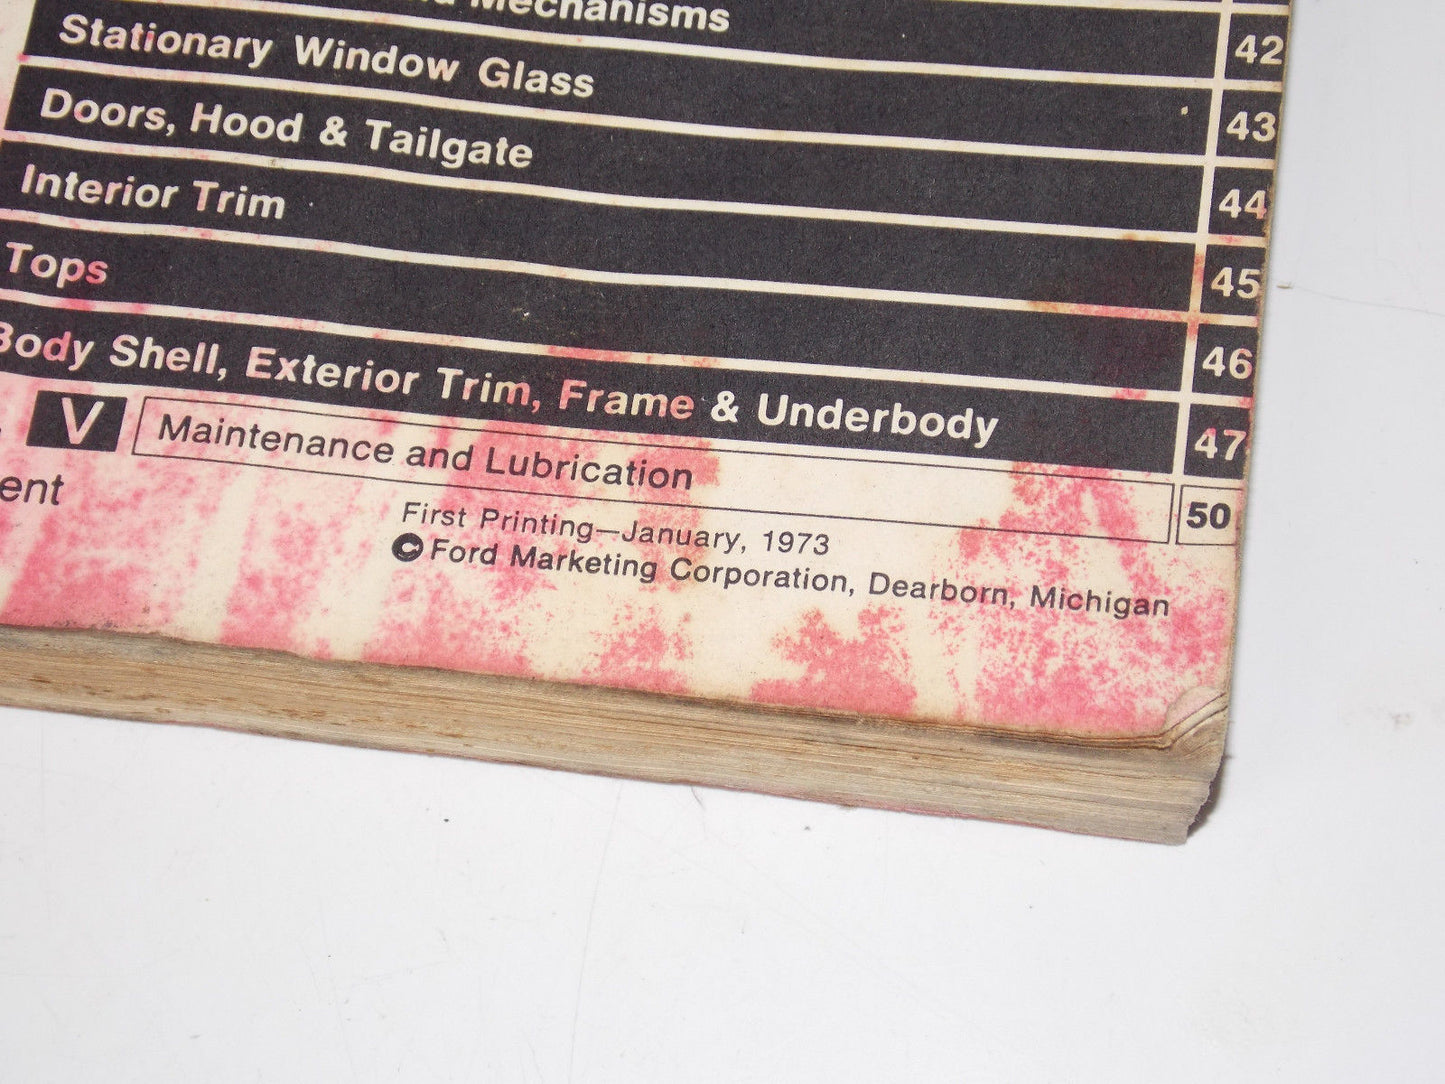 Mechanisms 42
Stationary Window Glass 43
Doors, Hood & Tailgate 44
Interior Trim 45
Tops 46
Body Shell, Exterior Trim, Frame & Underbody 47
V Maintenance and Lubrication 50
ent
First Printing—January, 1973
© Ford Marketing Corporation, Dearborn, Michigan